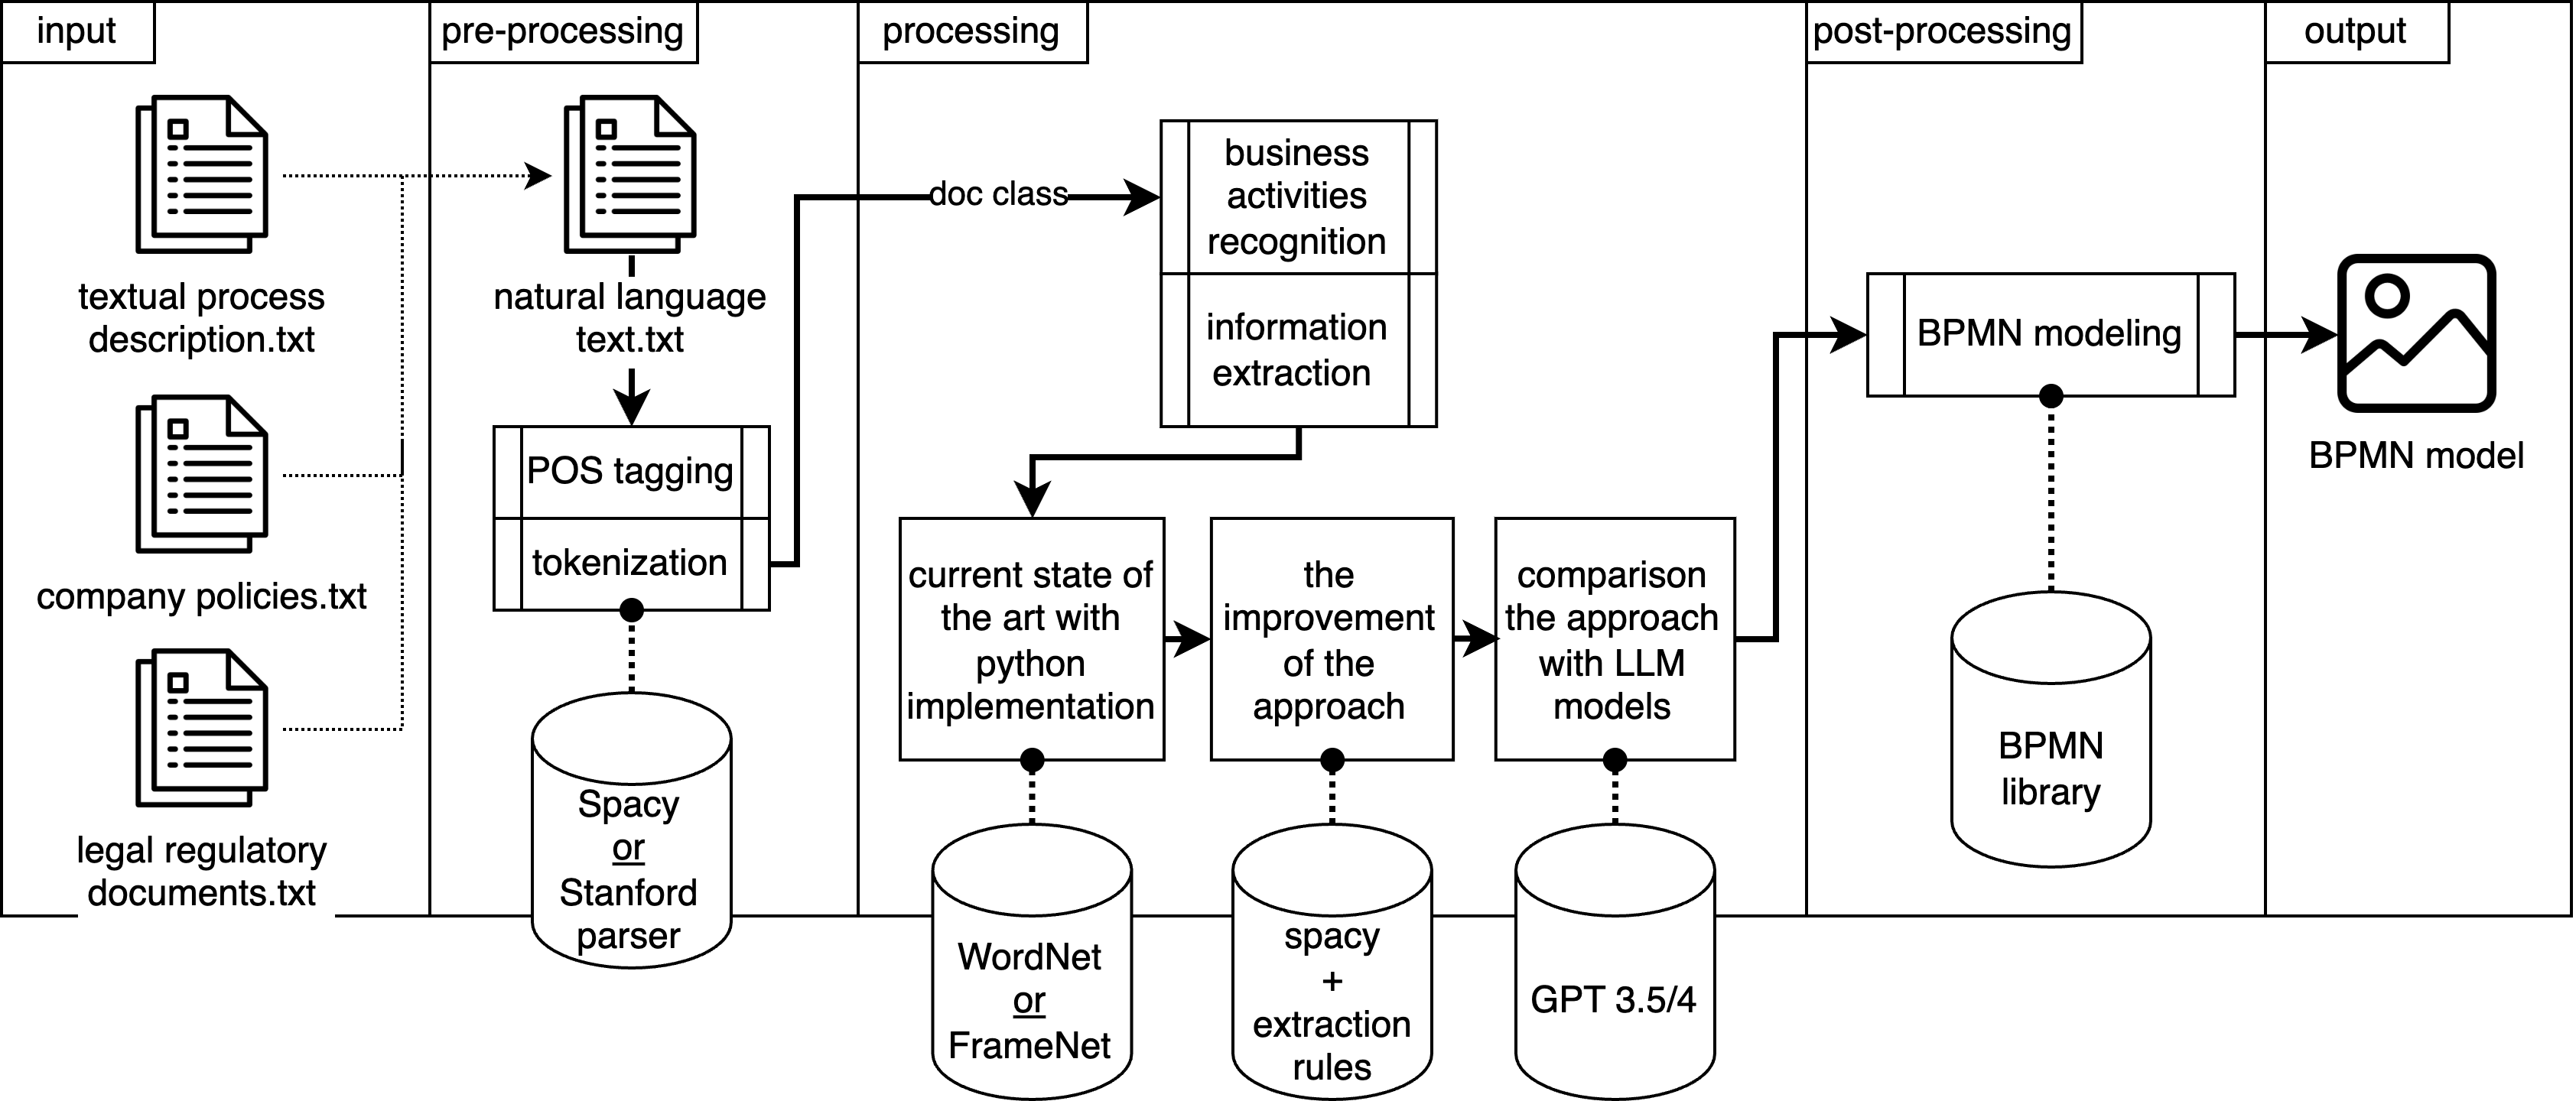 input
pre-processing
processing
post-processing
output
textual process
description.txt
company policies.txt
legal regulatory
documents.txt
natural language
text.txt
POS tagging
tokenization
Spacy
or
Stanford
parser
doc class
business
activities
recognition
information
extraction
current state of
the art with
python
implementation
the
improvement
of the
approach
comparison
the approach
with LLM
models
WordNet
or
FrameNet
spacy
+
extraction
rules
GPT 3.5/4
BPMN modeling
BPMN
library
BPMN model